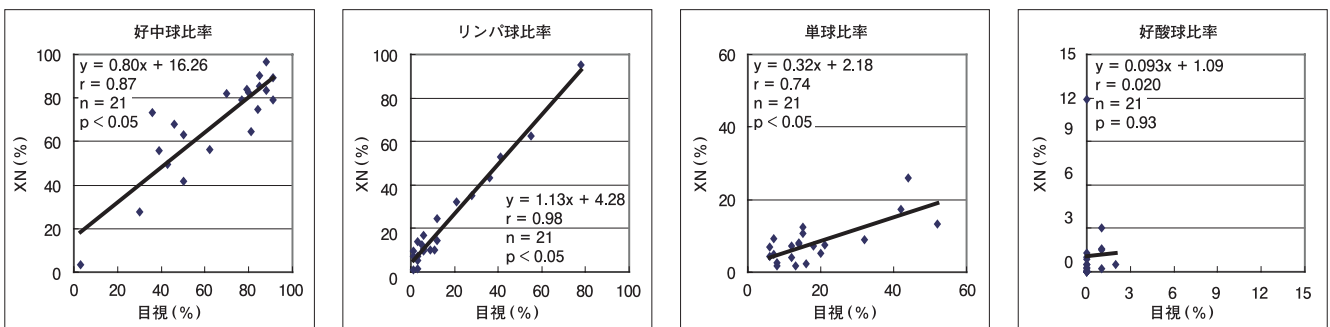 好中球比率
y = 0.80x + 16.26
r = 0.87
n = 21
p < 0.05
100
80
60
40
20
0
XN(%)
0 20 40 60 80 100
目視(%)
リンパ球比率
100
80
60
40
20
0
XN(%)
y = 1.13x + 4.28
r = 0.98
n = 21
p < 0.05
0 20 40 60 80 100
目視(%)
単球比率
y = 0.32x + 2.18
r = 0.74
n = 21
p < 0.05
60
40
20
0
XN(%)
0 20 40 60
目視(%)
好酸球比率
y = 0.093x + 1.09
r = 0.020
n = 21
p = 0.93
15
12
9
6
3
0
XN(%)
0 3 6 9 12 15
目視(%)